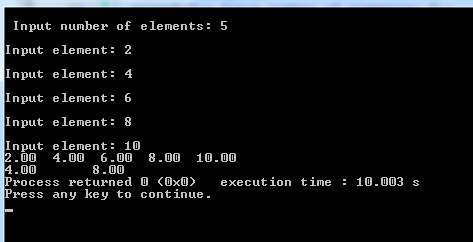 Input number of elements: 5
Input element: 2
Input element: 4
Input element: 6
Input element: 8
Input element: 10
2.00  4.00  6.00  8.00  10.00
4.00       8.00
Process returned 0 (0x0)   execution time : 10.003 s
Press any key to continue.